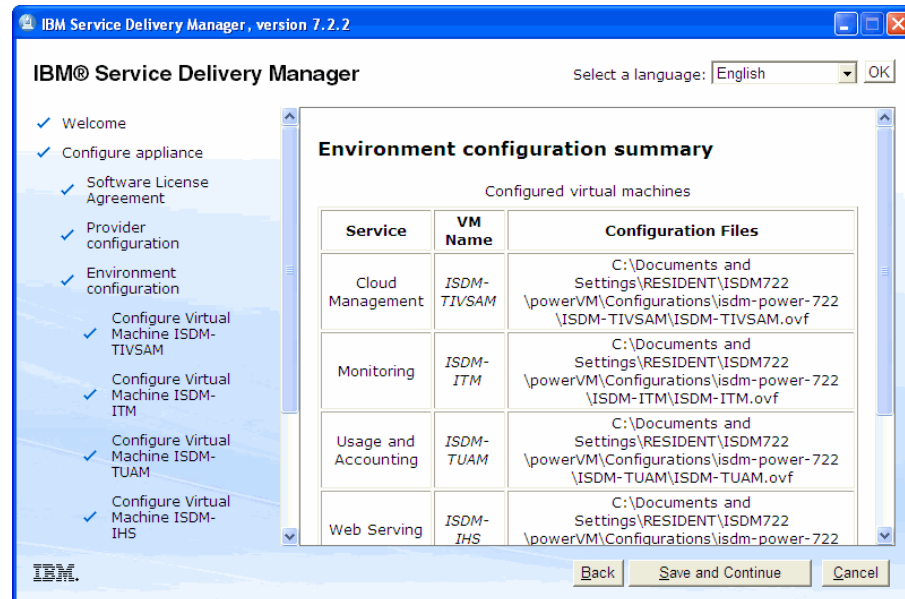 IBM Service Delivery Manager, version 7.2.2
IBM® Service Delivery Manager
Select a language:
English
OK
Welcome
Configure appliance
Software License
Agreement
Provider
configuration
Environment
configuration
Configure Virtual
Machine ISDM-
TIVSAM
Configure Virtual
Machine ISDM-
ITM
Configure Virtual
Machine ISDM-
TUAM
Configure Virtual
Machine ISDM-
IHS
Environment configuration summary
Configured virtual machines
Service
VM
Name
Configuration Files
Cloud
Management
ISDM-
TIVSAM
C:\Documents and
Settings\RESIDENT\ISDM722
\powerVM\Configurations\isdm-power-722
\ISDM-TIVSAM\ISDM-TIVSAM.ovf
Monitoring
ISDM-
ITM
C:\Documents and
Settings\RESIDENT\ISDM722
\powerVM\Configurations\isdm-power-722
\ISDM-ITM\ISDM-ITM.ovf
Usage and
Accounting
ISDM-
TUAM
C:\Documents and
Settings\RESIDENT\ISDM722
\powerVM\Configurations\isdm-power-722
\ISDM-TUAM\ISDM-TUAM.ovf
Web Serving
ISDM-
IHS
C:\Documents and
Settings\RESIDENT\ISDM722
\powerVM\Configurations\isdm-power-722
IBM.
Back
Save and Continue
Cancel